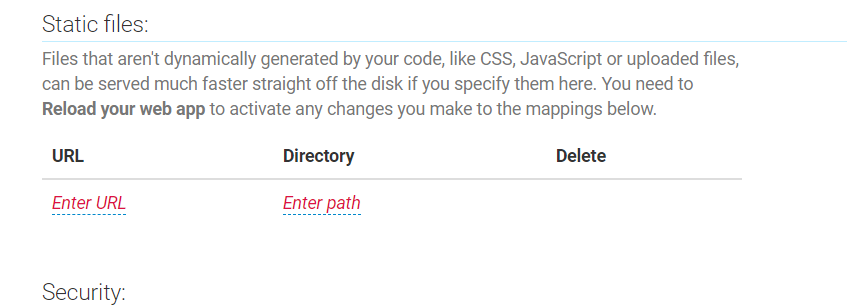 Static files:
Files that aren't dynamically generated by your code, like CSS, JavaScript or uploaded files,
can be served much faster straight off the disk if you specify them here. You need to
Reload your web app to activate any changes you make to the mappings below.
URL Directory Delete
Enter URL Enter path
Security: